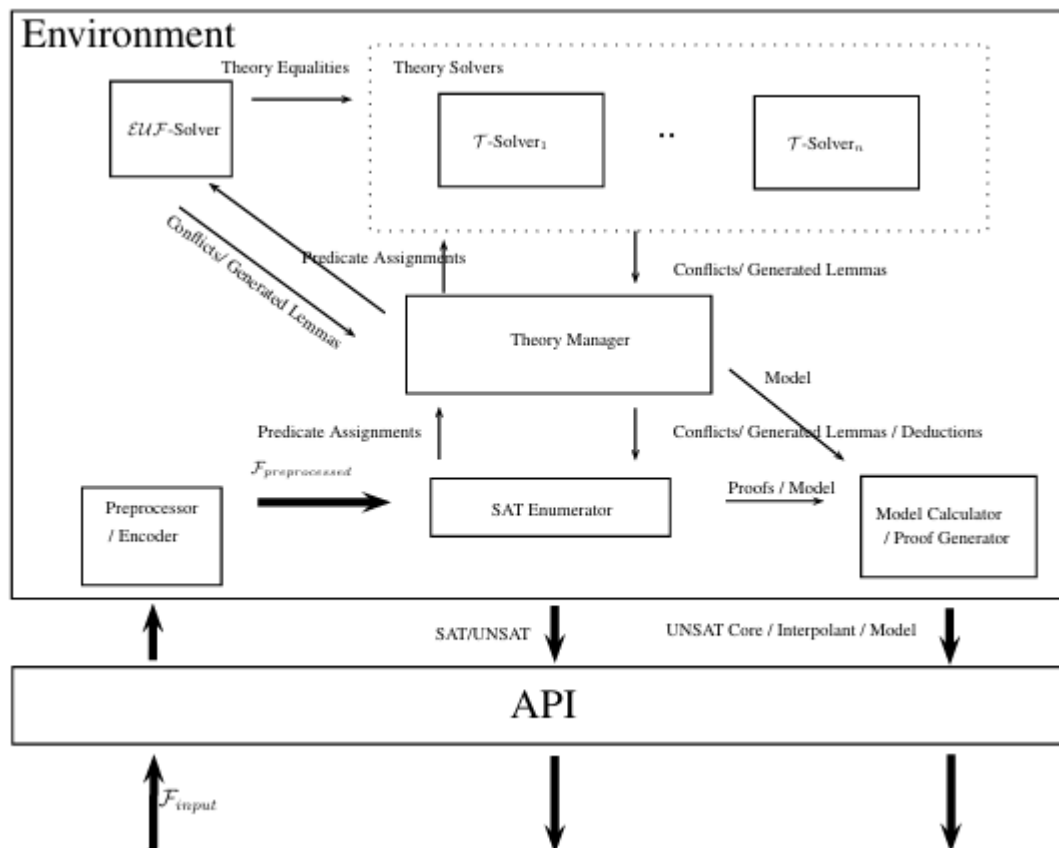 Environment
Theory Equalities
Theory Solvers
ℰ𝒰ℱ-Solver
𝒯-Solver₁
..
𝒯-Solverₙ
Conflicts/ Generated Lemmas
Predicate Assignments
Conflicts/ Generated Lemmas
Theory Manager
Model
Predicate Assignments
Conflicts/ Generated Lemmas / Deductions
ℱpreprocessed
Preprocessor
/ Encoder
SAT Enumerator
Proofs / Model
Model Calculator
/ Proof Generator
SAT/UNSAT
UNSAT Core / Interpolant / Model
API
ℱinput